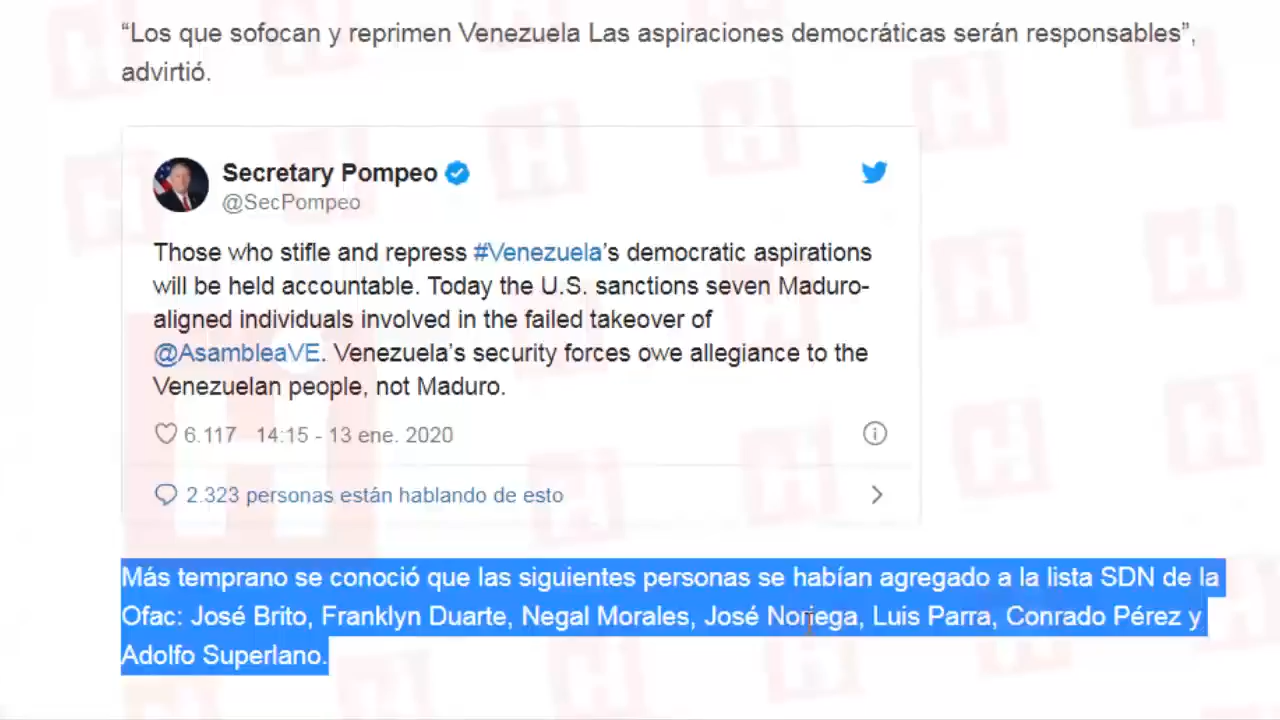 “Los que sofocan y reprimen Venezuela Las aspiraciones democráticas serán responsables”,
advirtió.
Secretary Pompeo
@SecPompeo
Those who stifle and repress #Venezuela’s democratic aspirations
will be held accountable. Today the U.S. sanctions seven Maduro-
aligned individuals involved in the failed takeover of
@AsambleaVE. Venezuela’s security forces owe allegiance to the
Venezuelan people, not Maduro.
6.117 14:15 - 13 ene. 2020
2.323 personas están hablando de esto
Más temprano se conoció que las siguientes personas se habían agregado a la lista SDN de la
Ofac: José Brito, Franklyn Duarte, Negal Morales, José Noriega, Luis Parra, Conrado Pérez y
Adolfo Superlano.